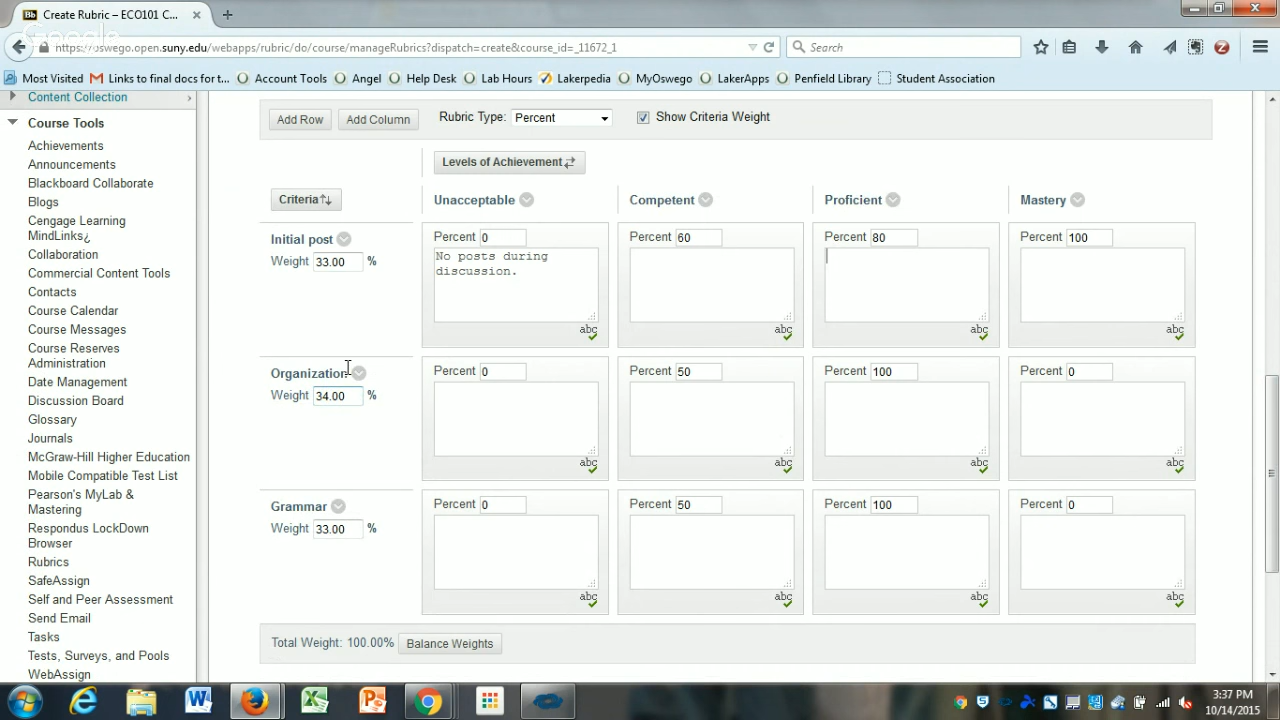 Bb Create Rubric – ECO101 C... × +
Google
https://oswego.open.suny.edu/webapps/rubric/do/course/manageRubrics?dispatch=create&course_id=_11672_1
Search
Most Visited Links to final docs for t... Account Tools Angel Help Desk Lab Hours Lakerpedia MyOswego LakerApps Penfield Library Student Association
Content Collection
Course Tools
Achievements
Announcements
Blackboard Collaborate
Blogs
Cengage Learning
MindLinks¿
Collaboration
Commercial Content Tools
Contacts
Course Calendar
Course Messages
Course Reserves
Administration
Date Management
Discussion Board
Glossary
Journals
McGraw-Hill Higher Education
Mobile Compatible Test List
Pearson's MyLab &
Mastering
Respondus LockDown
Browser
Rubrics
SafeAssign
Self and Peer Assessment
Send Email
Tasks
Tests, Surveys, and Pools
WebAssign
Add Row Add Column Rubric Type: Percent Show Criteria Weight
Levels of Achievement
Criteria Unacceptable Competent Proficient Mastery
Initial post Percent 0 Percent 60 Percent 80 Percent 100
Weight 33.00 % No posts during
discussion.
abc abc abc abc
Organization Percent 0 Percent 50 Percent 100 Percent 0
Weight 34.00 %
abc abc abc abc
Grammar Percent 0 Percent 50 Percent 100 Percent 0
Weight 33.00 %
abc abc abc abc
Total Weight: 100.00% Balance Weights
3:37 PM
10/14/2015